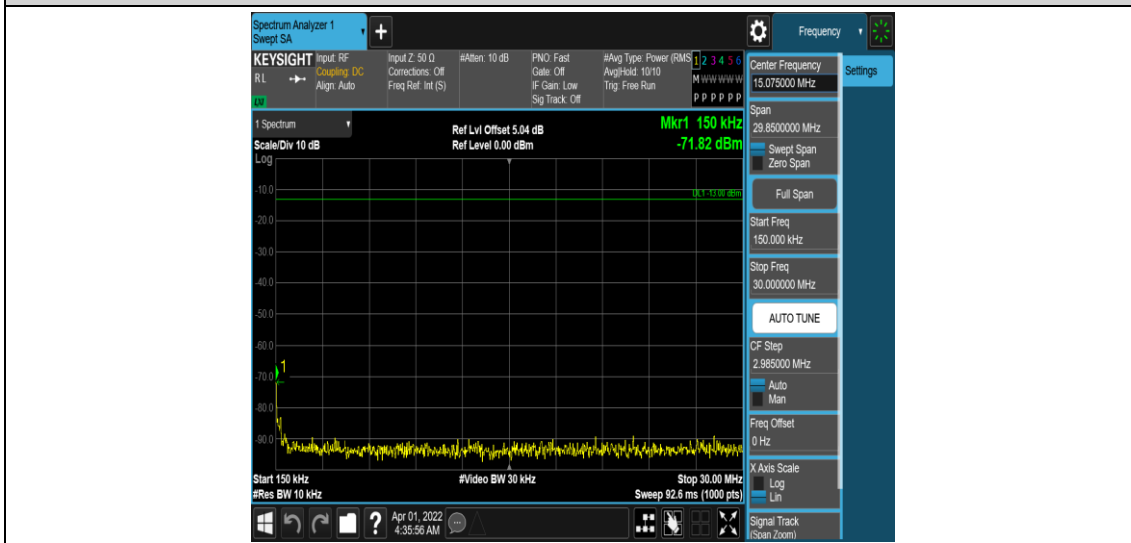 Spectrum Analyzer 1
Swept SA
+
Frequency
KEYSIGHT
RL
LXI
Input: RF
Coupling: DC
Align: Auto
Input Z: 50 Ω
Corrections: Off
Freq Ref: Int (S)
#Atten: 10 dB
PNO: Fast
Gate: Off
IF Gain: Low
Sig Track: Off
#Avg Type: Power (RMS
Avg|Hold: 10/10
Trig: Free Run
1 2 3 4 5 6
M W W W W W
P P P P P P
1 Spectrum
Scale/Div 10 dB
Log
Ref Lvl Offset 5.04 dB
Ref Level 0.00 dBm
Mkr1 150 kHz
-71.82 dBm
DL1 -13.00 dBm
-10.0
-20.0
-30.0
-40.0
-50.0
-60.0
1
-70.0
-80.0
-90.0
Start 150 kHz
#Res BW 10 kHz
#Video BW 30 kHz
Stop 30.00 MHz
Sweep 92.6 ms (1000 pts)
?
Apr 01, 2022
4:35:56 AM
Center Frequency
15.075000 MHz
Settings
Span
29.8500000 MHz
Swept Span
Zero Span
Full Span
Start Freq
150.000 kHz
Stop Freq
30.000000 MHz
AUTO TUNE
CF Step
2.985000 MHz
Auto
Man
Freq Offset
0 Hz
X Axis Scale
Log
Lin
Signal Track
(Span Zoom)